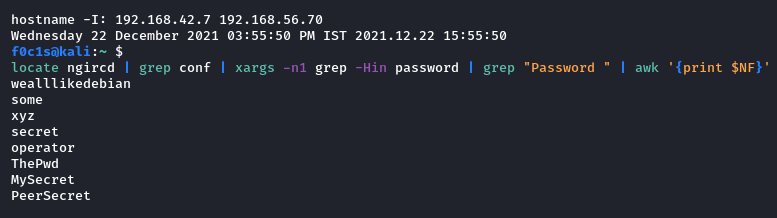 hostname -I: 192.168.42.7 192.168.56.70
Wednesday 22 December 2021 03:55:50 PM IST 2021.12.22 15:55:50
f0c1s@kali:~ $
locate ngircd | grep conf | xargs -n1 grep -Hin password | grep "Password " | awk '{print $NF}'
wealllikedebian
some
xyz
secret
operator
ThePwd
MySecret
PeerSecret